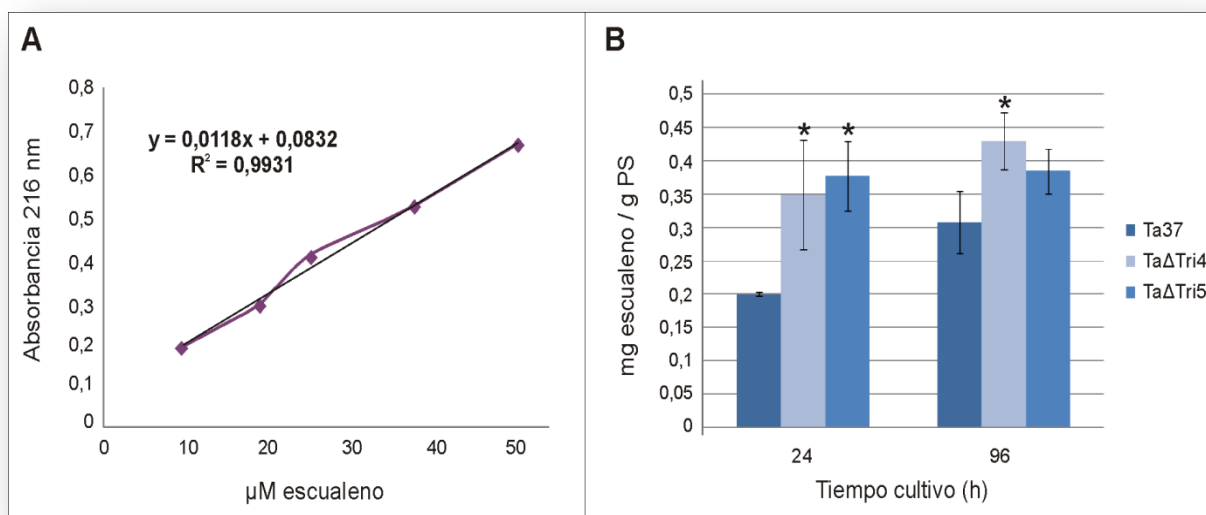 A
0,8
0,7
0,6
0,5
0,4
0,3
0,2
0,1
0
y = 0,0118x + 0,0832
R² = 0,9931
Absorbancia 216 nm
0 10 20 30 40 50
µM escualeno
B
0,5
0,45
0,4
0,35
0,3
0,25
0,2
0,15
0,1
0,05
0
* * *
mg escualeno / g PS
24 96
Tiempo cultivo (h)
Ta37
TaΔTri4
TaΔTri5